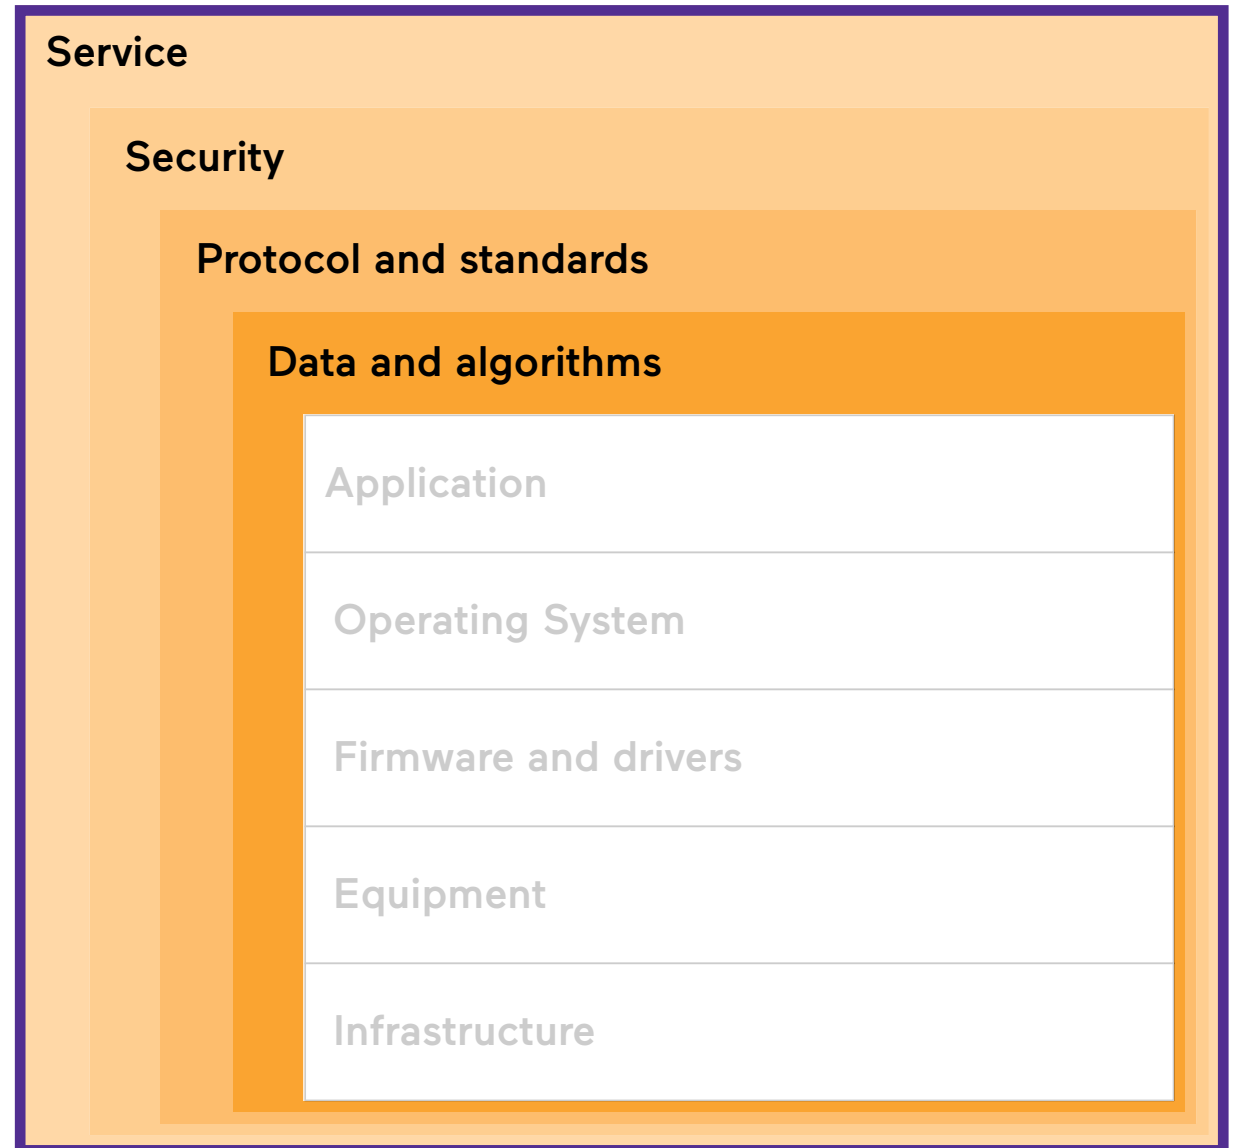 Service
Security
Protocol and standards
Data and algorithms
Application
Operating System
Firmware and drivers
Equipment
Infrastructure